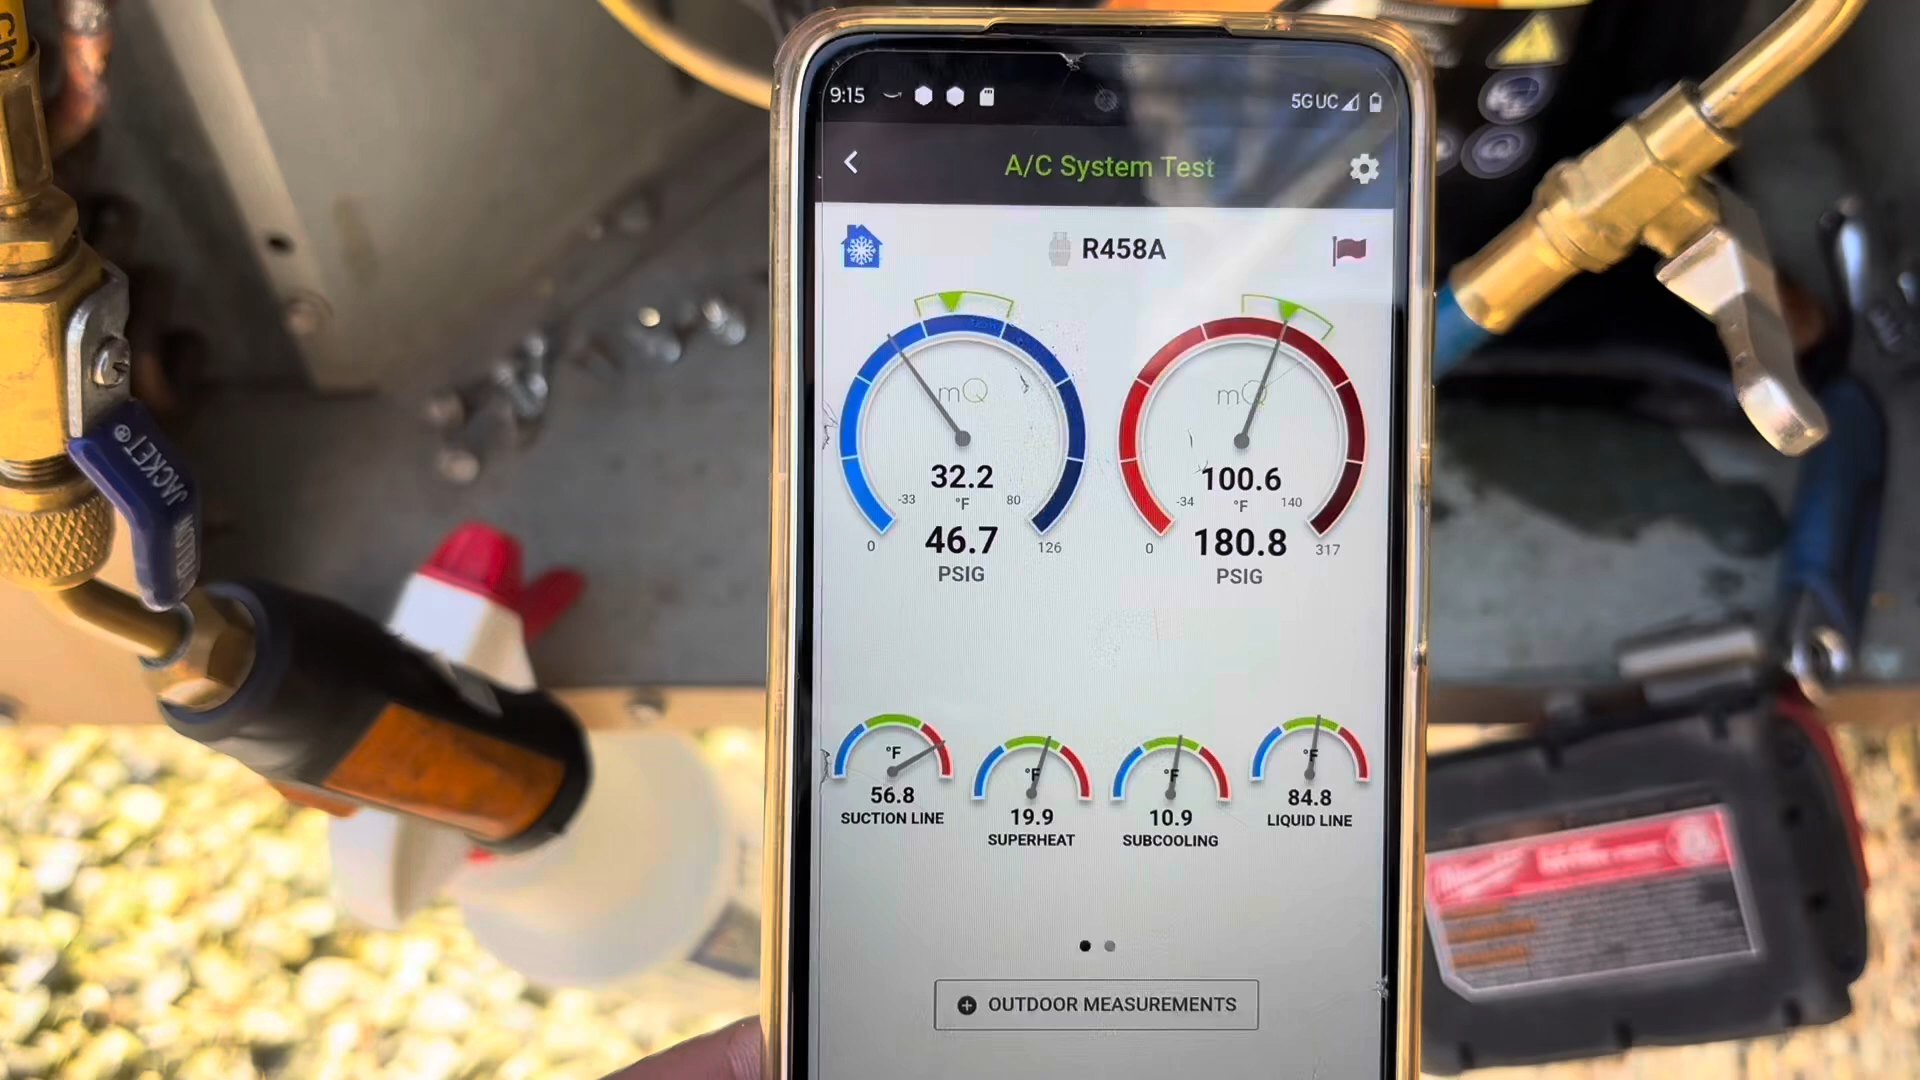 9:15
5G UC
A/C System Test
R458A
mQ
32.2
-33 °F 80
46.7
0 126
PSIG
mQ
100.6
-34 °F 140
180.8
0 317
PSIG
°F
56.8
SUCTION LINE
°F
19.9
SUPERHEAT
°F
10.9
SUBCOOLING
°F
84.8
LIQUID LINE
OUTDOOR MEASUREMENTS
JACKET®
Milwaukee